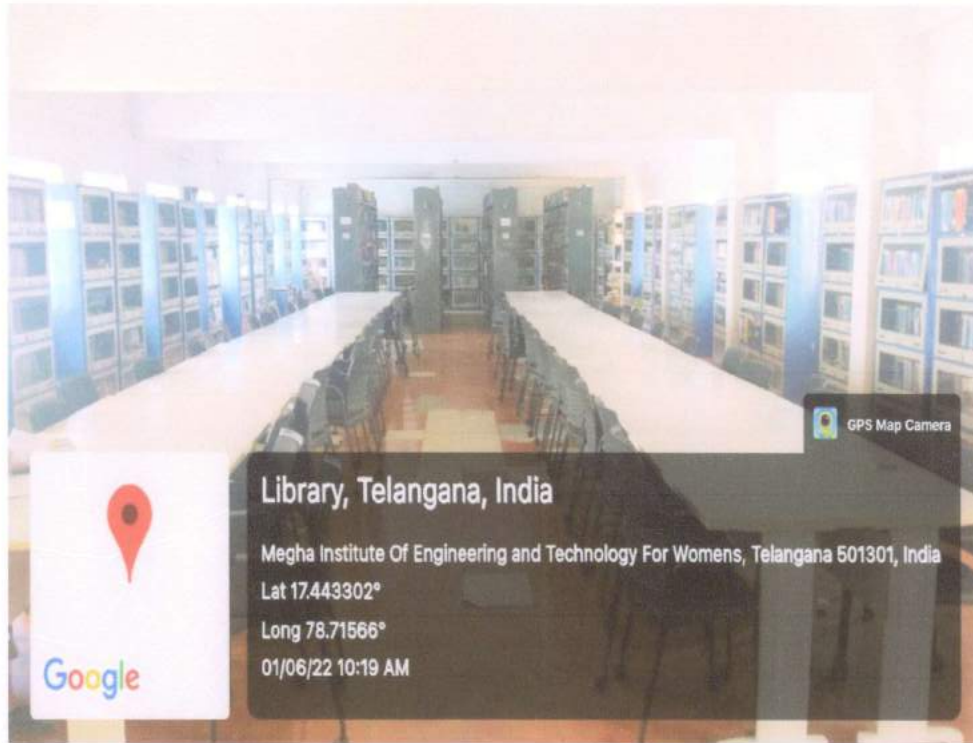 GPS Map Camera
Library, Telangana, India
Megha Institute Of Engineering and Technology For Womens, Telangana 501301, India
Lat 17.443302°
Long 78.71566°
01/06/22 10:19 AM
Google